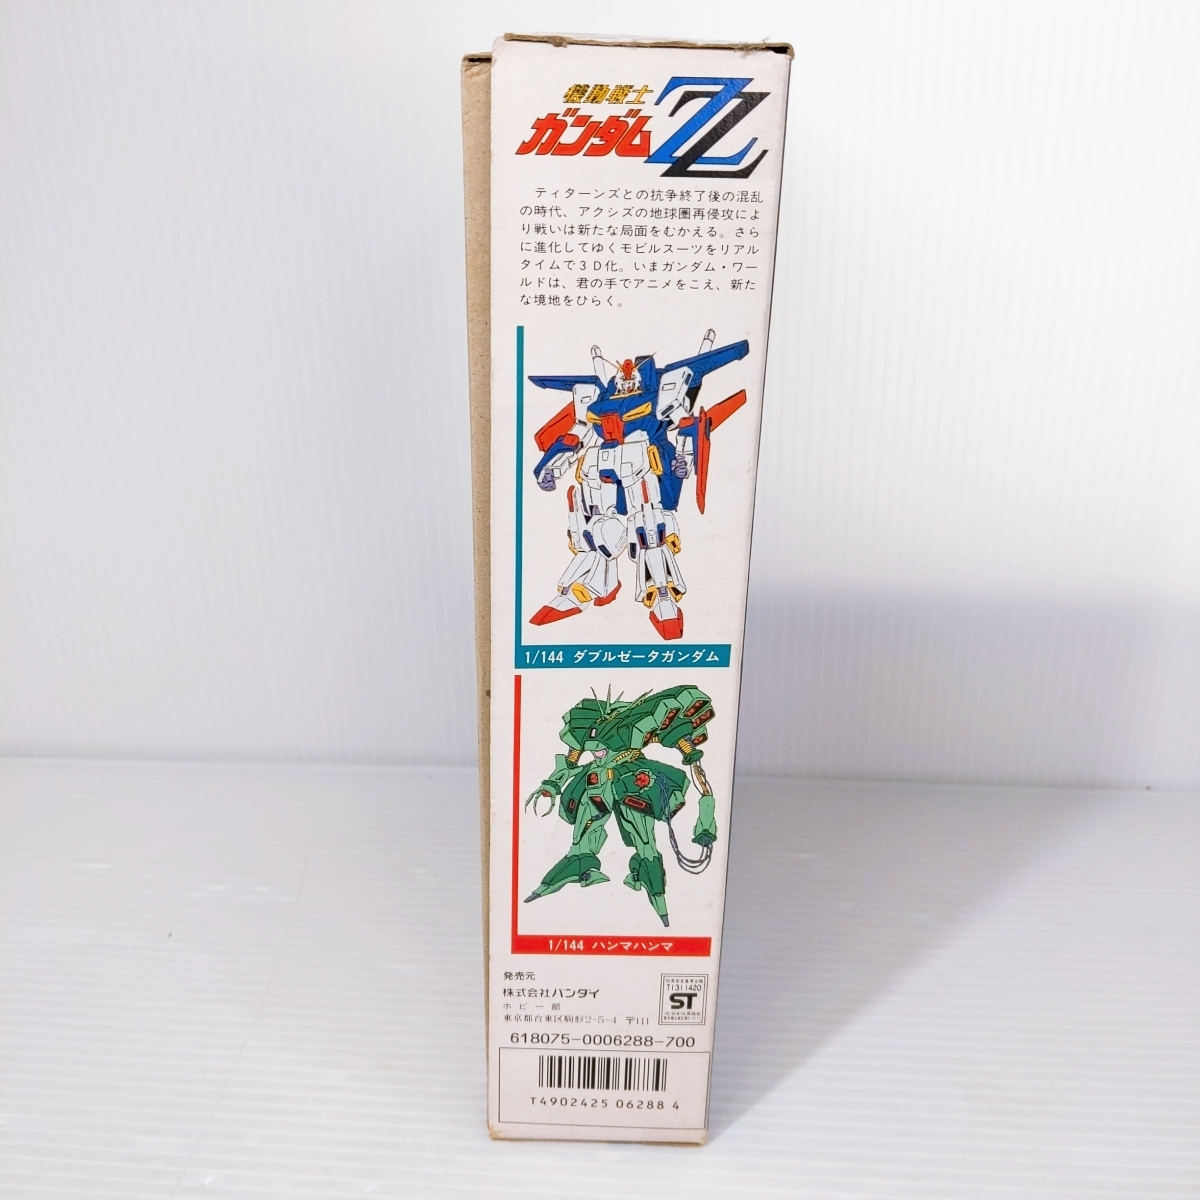 機動戦士
ガンダムZZ
ティターンズとの抗争終了後の混乱
の時代、アクシズの地球圏再侵攻によ
り戦いは新たな局面をむかえる。さら
に進化してゆくモビルスーツをリアル
タイムで3D化。いまガンダム・ワー
ルドは、君の手でアニメをこえ、新た
な境地をひらく。
1/144 ダブルゼータガンダム
1/144 ハンマハンマ
発売元
株式会社バンダイ
ホビー部
東京都台東区駒形2-5-4 〒111
T1311420
ST
618075-0006288-700
T4902425 06288 4